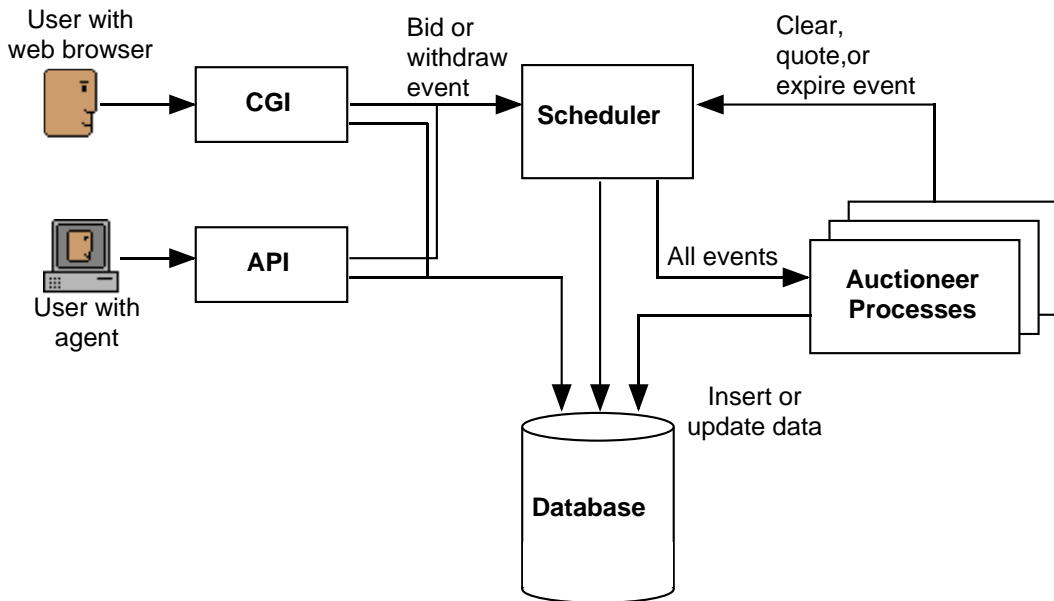 User with
web browser
CGI
Bid or
withdraw
event
Scheduler
Clear,
quote,or
expire event
API
User with
agent
All events
Auctioneer
Processes
Insert or
update data
Database